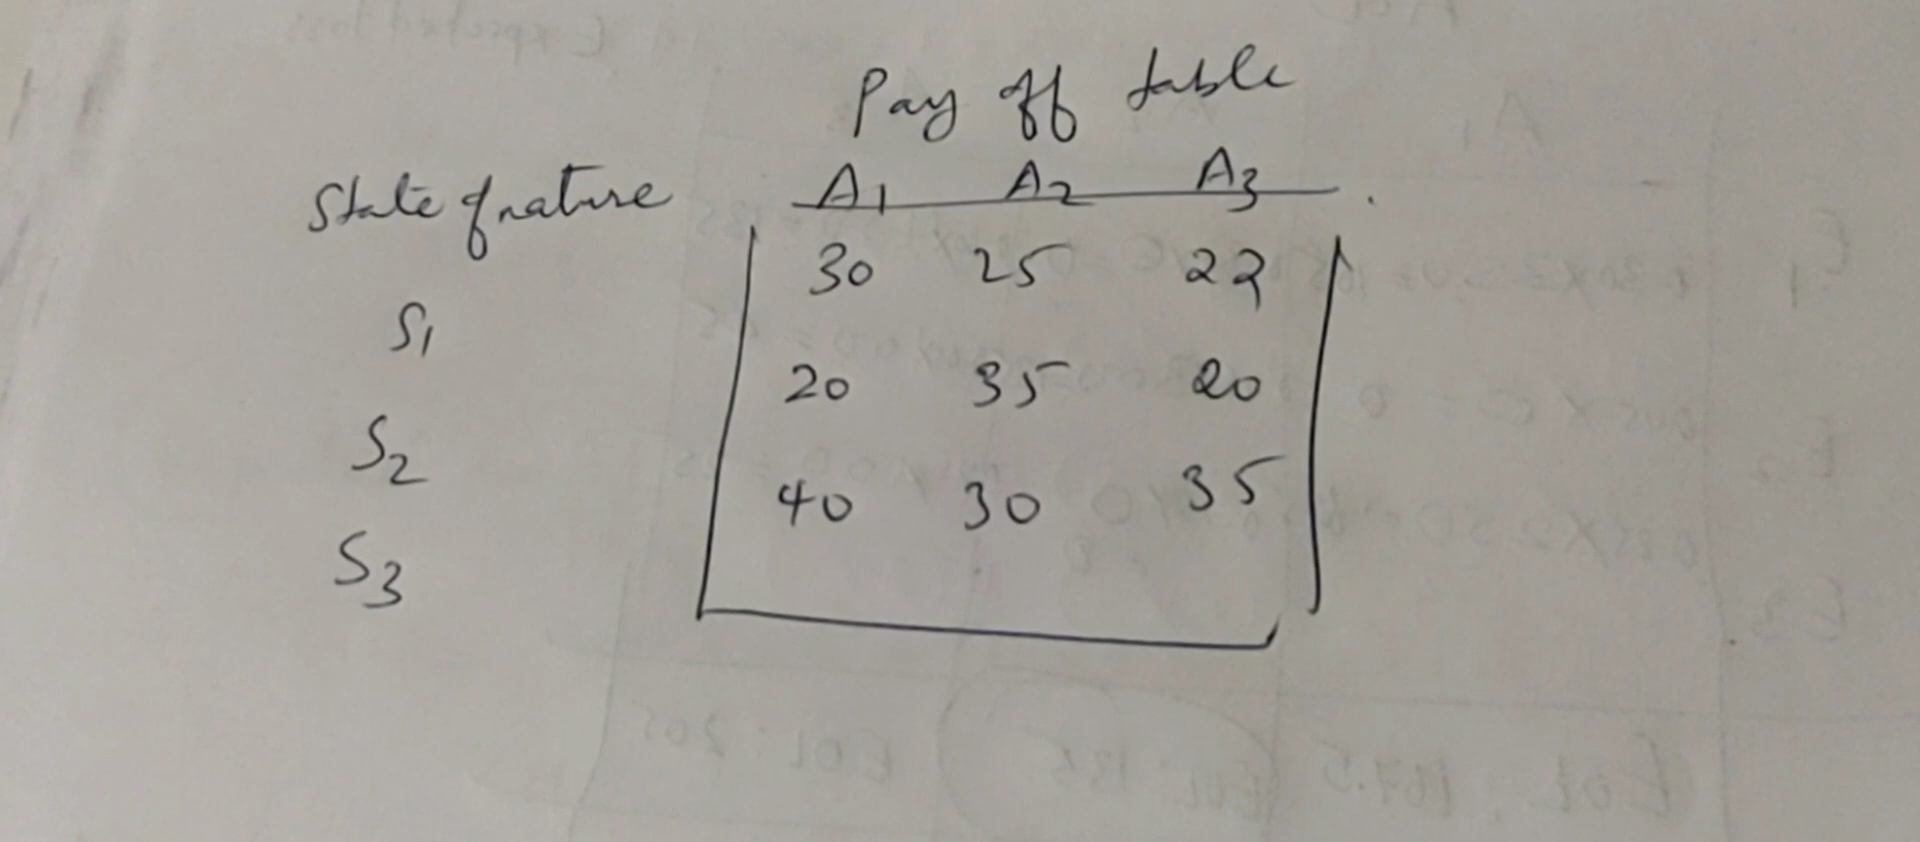 Pay off table
State of nature A1 A2 A3
30 25 22
S1
20 35 20
S2
40 30 35
S3